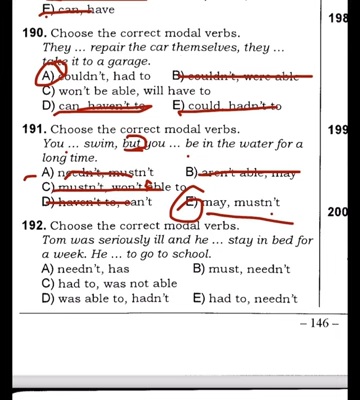 E) can, have
198
190. Choose the correct modal verbs.
They ... repair the car themselves, they ...
take it to a garage.
A) couldn't, had to B) couldn't, were able
C) won't be able, will have to
D) can, haven't to E) could, hadn't to
191. Choose the correct modal verbs.
199
You ... swim, but you ... be in the water for a
long time.
A) needn't, mustn't B) aren't able, may
C) mustn't, won't able to
D) haven't to, can't E) may, mustn't
200
192. Choose the correct modal verbs.
Tom was seriously ill and he ... stay in bed for
a week. He ... to go to school.
A) needn't, has B) must, needn't
C) had to, was not able
D) was able to, hadn't E) had to, needn't
– 146 –